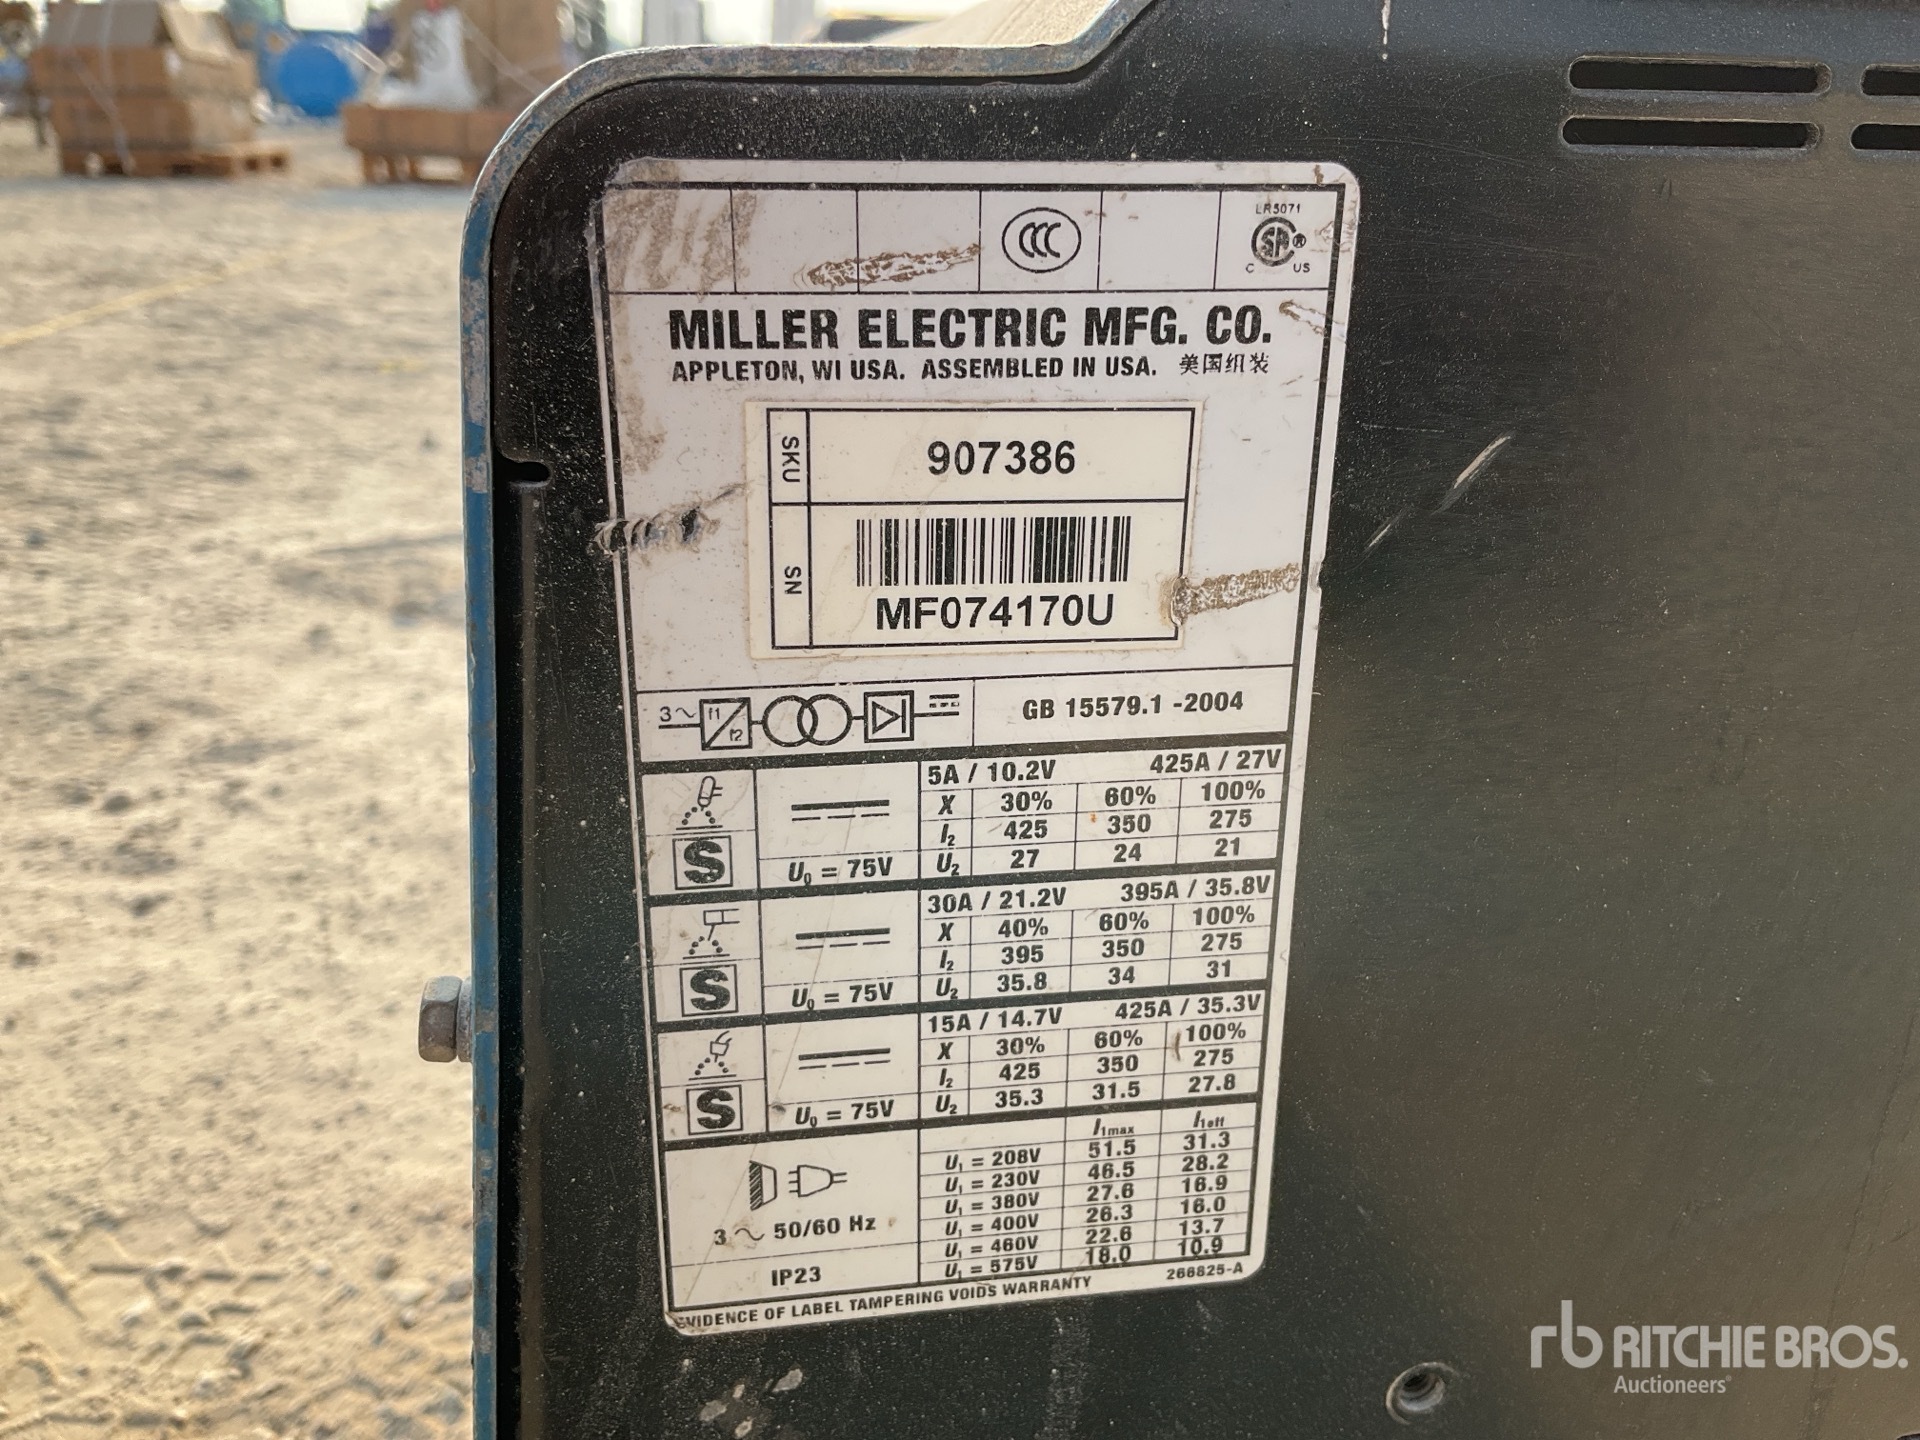 LR5071
CCC
SA ®
C US
MILLER ELECTRIC MFG. CO.
APPLETON, WI USA. ASSEMBLED IN USA. 美国组装
SKU 907386
SN
MF074170U
3~ f1 f2
GB 15579.1 -2004
5A / 10.2V 425A / 27V
X 30% 60% 100%
I2 425 350 275
U0 = 75V U2 27 24 21
S
30A / 21.2V 395A / 35.8V
X 40% 60% 100%
I2 395 350 275
U0 = 75V U2 35.8 34 31
S
15A / 14.7V 425A / 35.3V
X 30% 60% 100%
I2 425 350 275
U0 = 75V U2 35.3 31.5 27.8
S
I1max I1eff
U1 = 208V 51.5 31.3
U1 = 230V 46.5 28.2
U1 = 380V 27.6 16.9
U1 = 400V 26.3 16.0
U1 = 460V 22.6 13.7
U1 = 575V 18.0 10.9
3 ~ 50/60 Hz
IP23
EVIDENCE OF LABEL TAMPERING VOIDS WARRANTY 266825-A
rb RITCHIE BROS.
Auctioneers